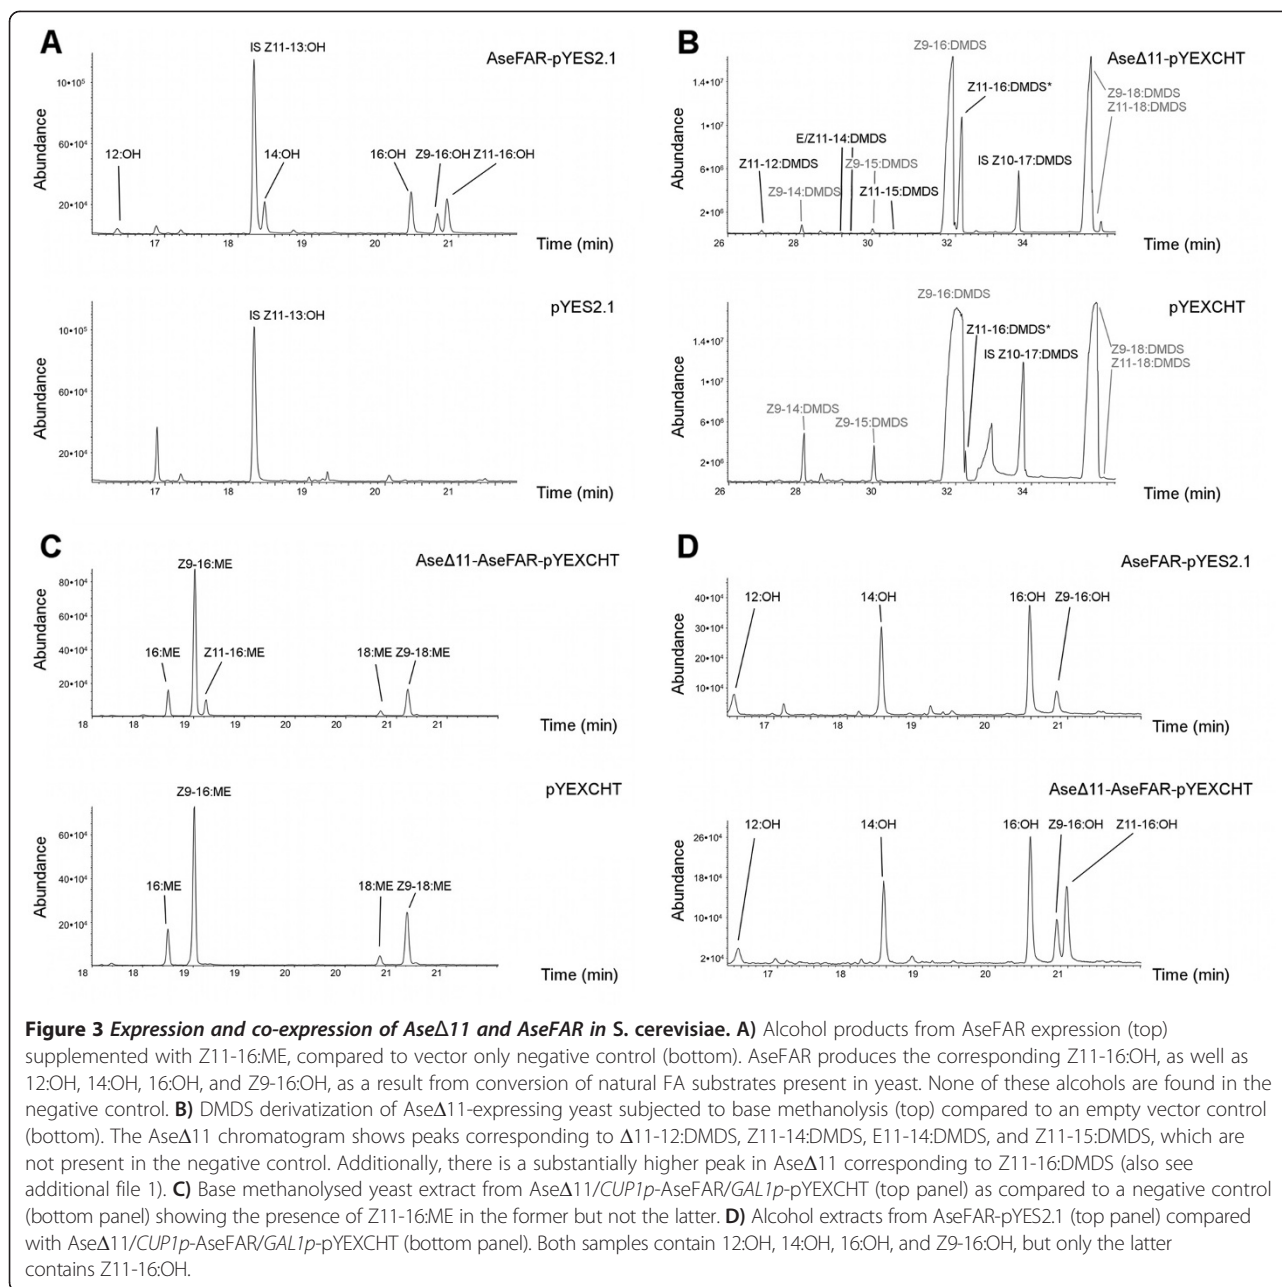 A
AseFAR-pYES2.1
IS Z11-13:OH
12:OH
14:OH
16:OH
Z9-16:OH
Z11-16:OH
Abundance
10•10⁵
60•10⁴
20•10⁴
17
18
19
20
21
Time (min)
pYES2.1
IS Z11-13:OH
Abundance
10•10⁵
60•10⁴
20•10⁴
17
18
19
20
21
Time (min)
B
AseΔ11-pYEXCHT
Z9-16:DMDS
Z11-16:DMDS*
Z9-18:DMDS
Z11-18:DMDS
E/Z11-14:DMDS
Z11-12:DMDS
Z9-15:DMDS
IS Z10-17:DMDS
Z9-14:DMDS
Z11-15:DMDS
Abundance
1.4•10⁷
1•10⁷
6•10⁶
2•10⁶
26
28
30
32
34
Time (min)
pYEXCHT
Z9-16:DMDS
Z11-16:DMDS*
IS Z10-17:DMDS
Z9-18:DMDS
Z11-18:DMDS
Z9-14:DMDS
Z9-15:DMDS
Abundance
1.4•10⁷
1•10⁷
6•10⁶
2•10⁶
26
28
30
32
34
Time (min)
C
AseΔ11-AseFAR-pYEXCHT
Z9-16:ME
16:ME
Z11-16:ME
18:ME
Z9-18:ME
Abundance
80•10⁴
60•10⁴
40•10⁴
20•10⁴
18
18
19
19
20
20
21
21
Time (min)
pYEXCHT
Z9-16:ME
16:ME
18:ME
Z9-18:ME
Abundance
60•10⁴
40•10⁴
20•10⁴
18
18
19
19
20
20
21
21
Time (min)
D
AseFAR-pYES2.1
12:OH
14:OH
16:OH
Z9-16:OH
Abundance
40•10⁴
30•10⁴
20•10⁴
10•10⁴
17
18
19
20
21
Time (min)
AseΔ11-AseFAR-pYEXCHT
12:OH
14:OH
16:OH
Z9-16:OH
Z11-16:OH
Abundance
26•10⁴
18•10⁴
10•10⁴
2•10⁴
17
18
19
20
21
Time (min)
Figure 3 Expression and co-expression of AseΔ11 and AseFAR in S. cerevisiae. A) Alcohol products from AseFAR expression (top)
supplemented with Z11-16:ME, compared to vector only negative control (bottom). AseFAR produces the corresponding Z11-16:OH, as well as
12:OH, 14:OH, 16:OH, and Z9-16:OH, as a result from conversion of natural FA substrates present in yeast. None of these alcohols are found in the
negative control. B) DMDS derivatization of AseΔ11-expressing yeast subjected to base methanolysis (top) compared to an empty vector control
(bottom). The AseΔ11 chromatogram shows peaks corresponding to Δ11-12:DMDS, Z11-14:DMDS, E11-14:DMDS, and Z11-15:DMDS, which are
not present in the negative control. Additionally, there is a substantially higher peak in AseΔ11 corresponding to Z11-16:DMDS (also see
additional file 1). C) Base methanolysed yeast extract from AseΔ11/CUP1p-AseFAR/GAL1p-pYEXCHT (top panel) as compared to a negative control
(bottom panel) showing the presence of Z11-16:ME in the former but not the latter. D) Alcohol extracts from AseFAR-pYES2.1 (top panel) compared
with AseΔ11/CUP1p-AseFAR/GAL1p-pYEXCHT (bottom panel). Both samples contain 12:OH, 14:OH, 16:OH, and Z9-16:OH, but only the latter
contains Z11-16:OH.